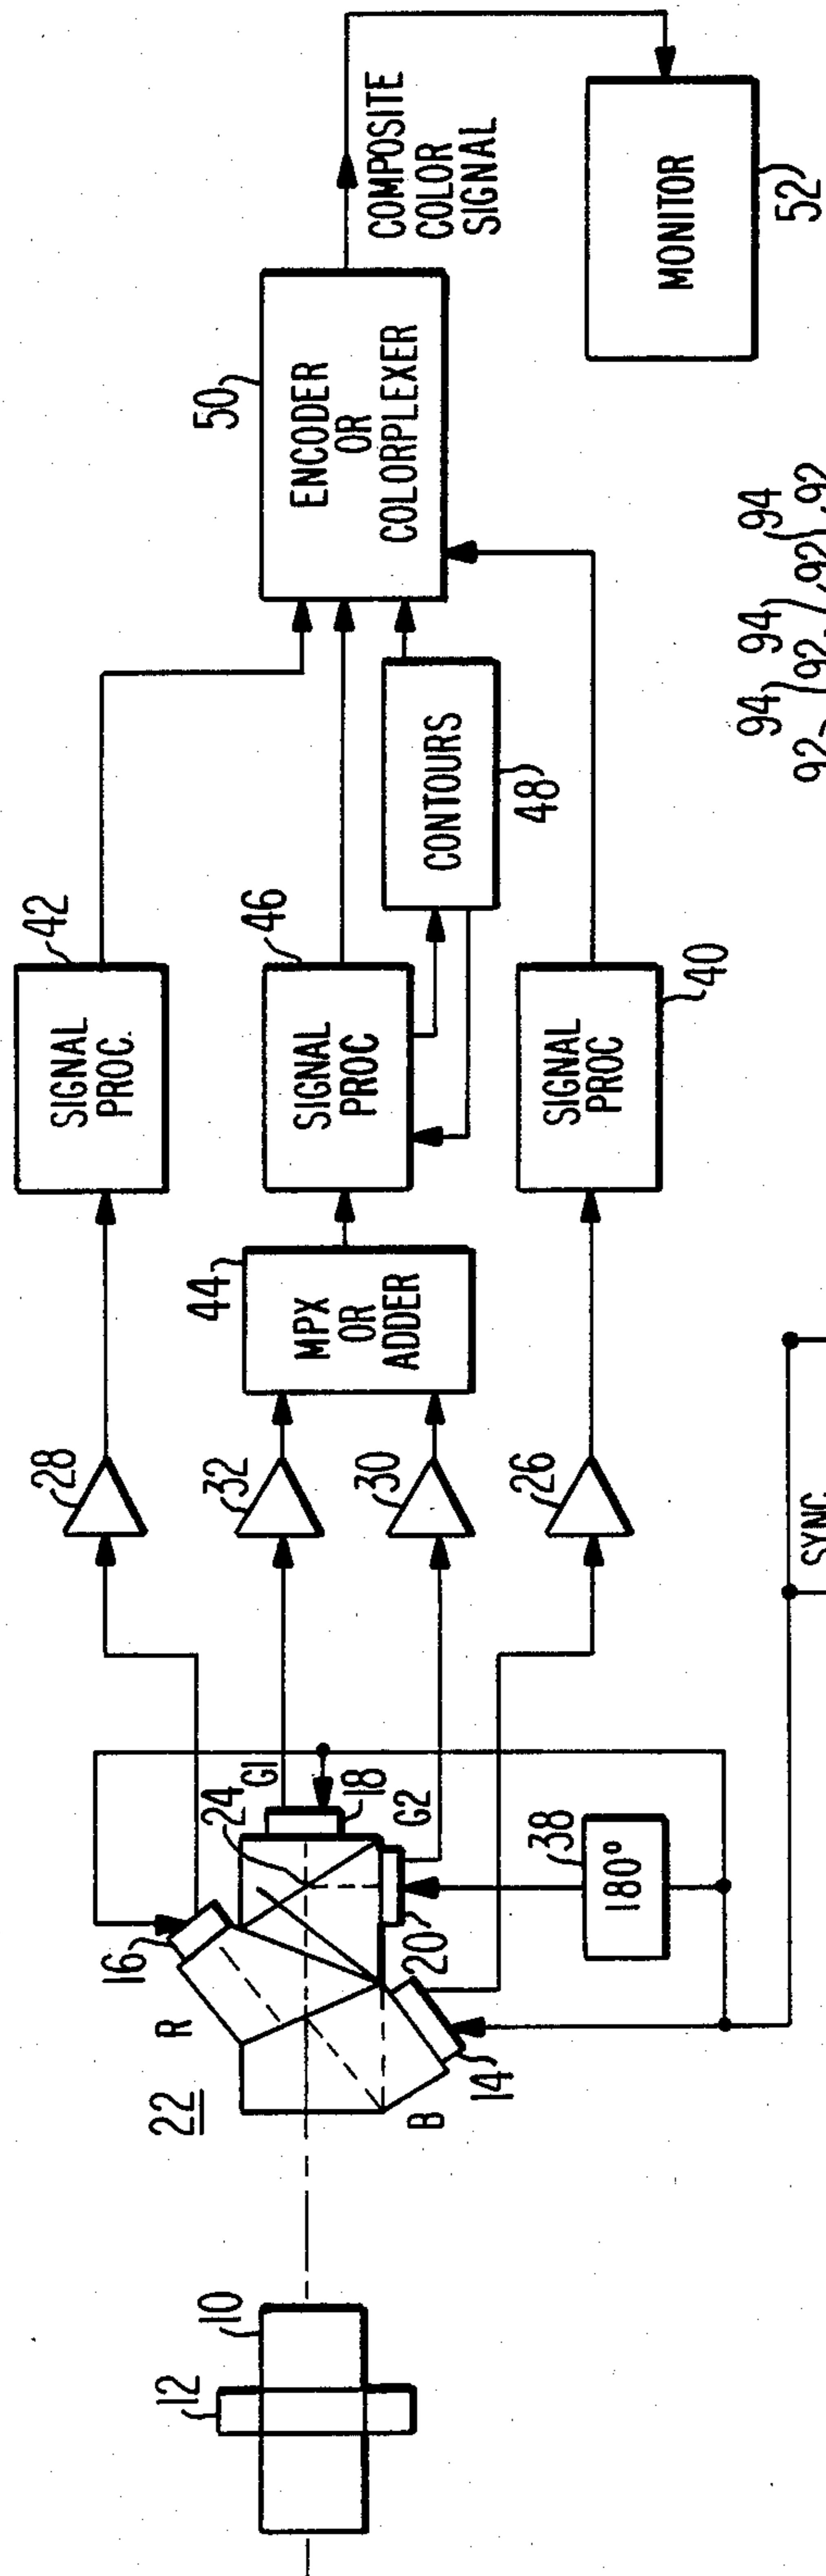 12
10
22
R
B
16
14
24
G1
18
G2
20
38
180°
28
32
30
26
SYNC
44
MPX
OR
ADDER
42
SIGNAL
PROC.
46
SIGNAL
PROC
SIGNAL
PROC
40
CONTOURS
48
50
ENCODER
OR
COLORPLEXER
COMPOSITE
COLOR
SIGNAL
MONITOR
52
94 94 94
92 92 92 92